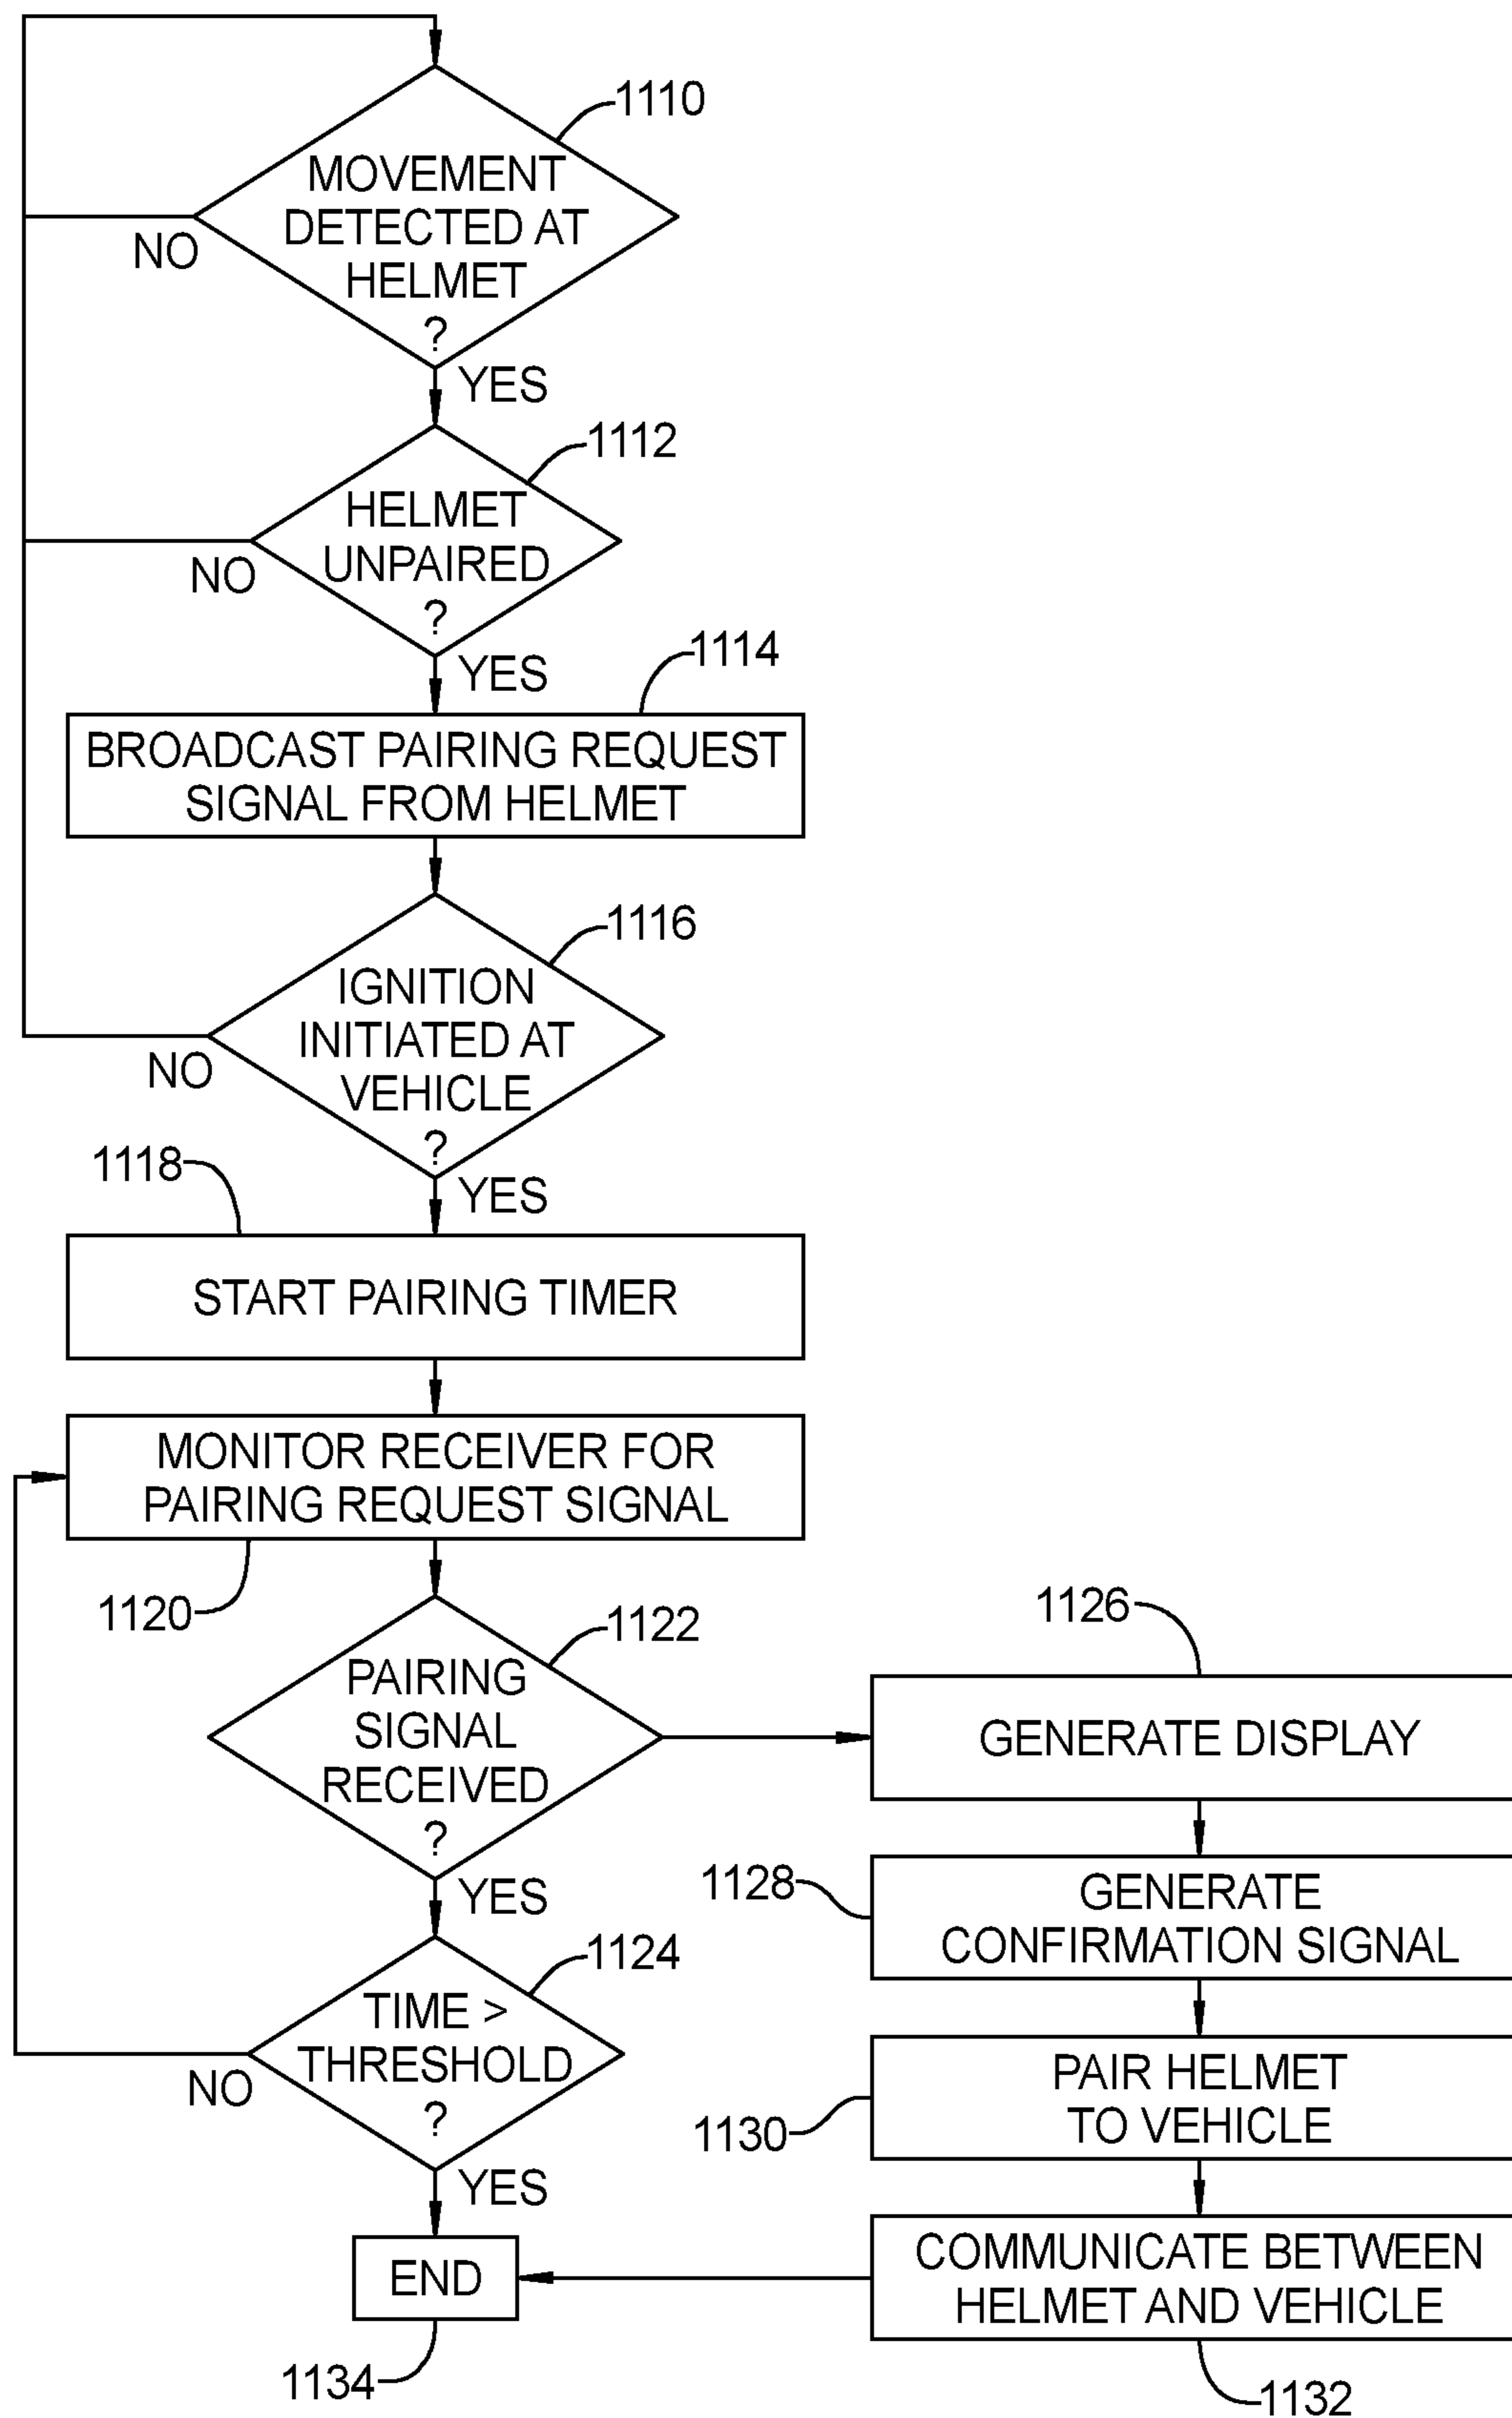 1110
MOVEMENT
DETECTED AT
HELMET
?
NO
YES
1112
HELMET
UNPAIRED
?
NO
YES
1114
BROADCAST PAIRING REQUEST
SIGNAL FROM HELMET
1116
IGNITION
INITIATED AT
VEHICLE
?
NO
YES
1118
START PAIRING TIMER
MONITOR RECEIVER FOR
PAIRING REQUEST SIGNAL
1120
1122
PAIRING
SIGNAL
RECEIVED
?
YES
1124
TIME >
THRESHOLD
?
NO
YES
END
1134
1126
GENERATE DISPLAY
1128
GENERATE
CONFIRMATION SIGNAL
PAIR HELMET
TO VEHICLE
1130
COMMUNICATE BETWEEN
HELMET AND VEHICLE
1132